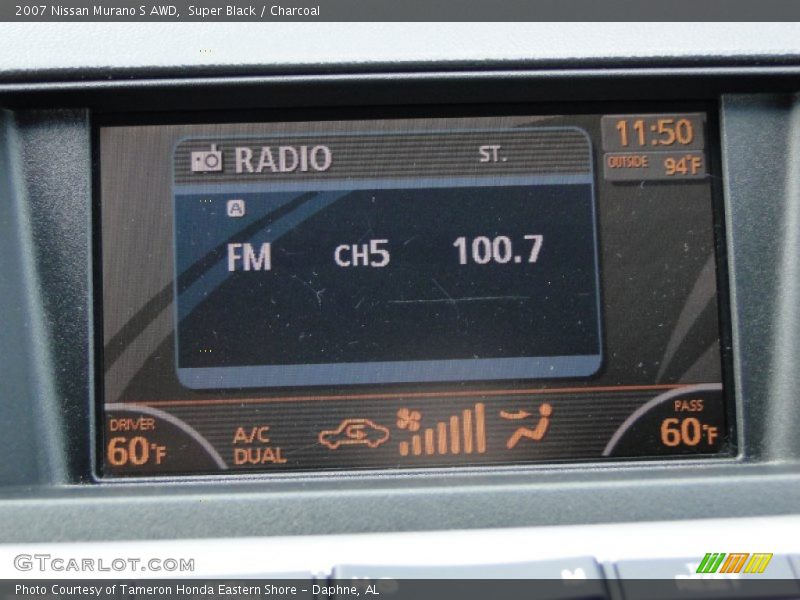 2007 Nissan Murano S AWD, Super Black / Charcoal
RADIO ST.
11:50
OUTSIDE 94°F
A
FM CH5 100.7
DRIVER
60°F
A/C
DUAL
PASS
60°F
GTCARLOT.COM
Photo Courtesy of Tameron Honda Eastern Shore - Daphne, AL